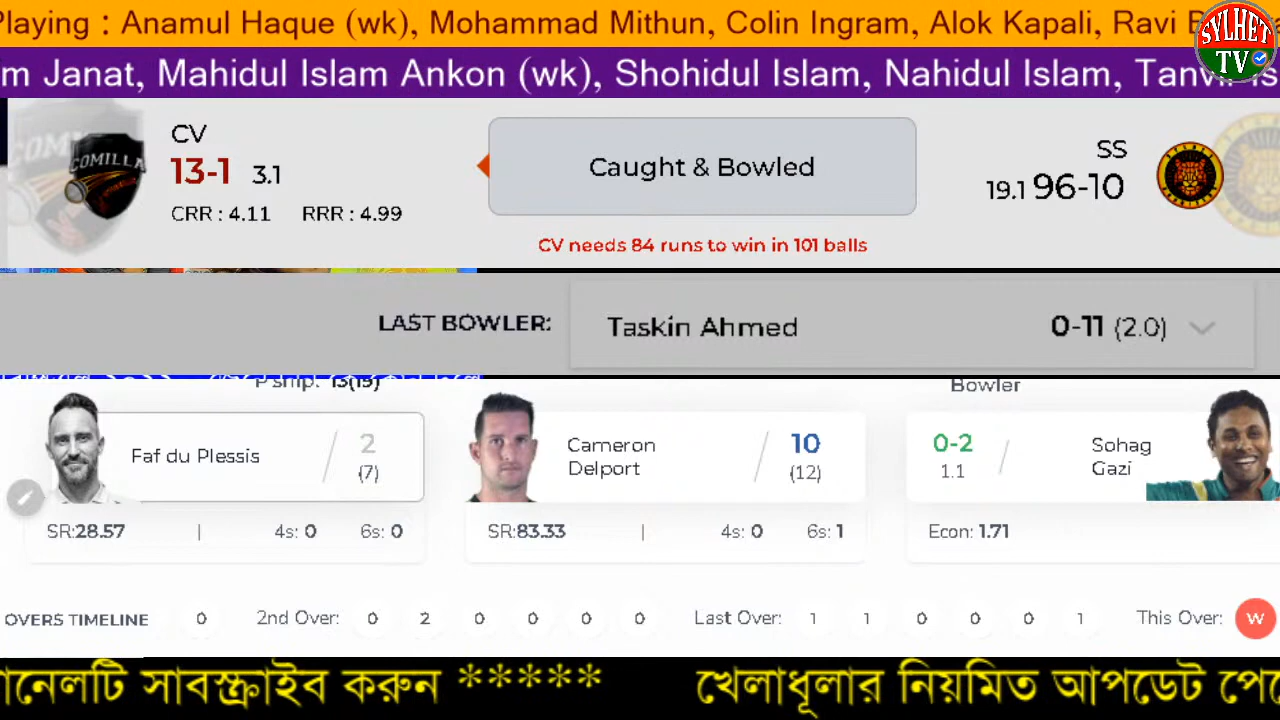 Playing : Anamul Haque (wk), Mohammad Mithun, Colin Ingram, Alok Kapali, Ravi
SYLHET TV
Janat, Mahidul Islam Ankon (wk), Shohidul Islam, Nahidul Islam,
COMILLA
CV
13-1 3.1
CRR : 4.11 RRR : 4.99
Caught & Bowled
CV needs 84 runs to win in 101 balls
SS
19.1 96-10
LAST BOWLER: Taskin Ahmed 0-11 (2.0)
P'ship: 13(19)
Bowler
Faf du Plessis / 2 (7)
SR:28.57 | 4s: 0 6s: 0
Cameron Delport / 10 (12)
SR:83.33 | 4s: 0 6s: 1
0-2 1.1 / Sohag Gazi
Econ: 1.71
OVERS TIMELINE 0 2nd Over: 0 2 0 0 0 0 Last Over: 1 1 0 0 0 1 This Over: W
সাবস্ক্রাইব করুন ***** খেলাধূলার নিয়মিত আপডেট